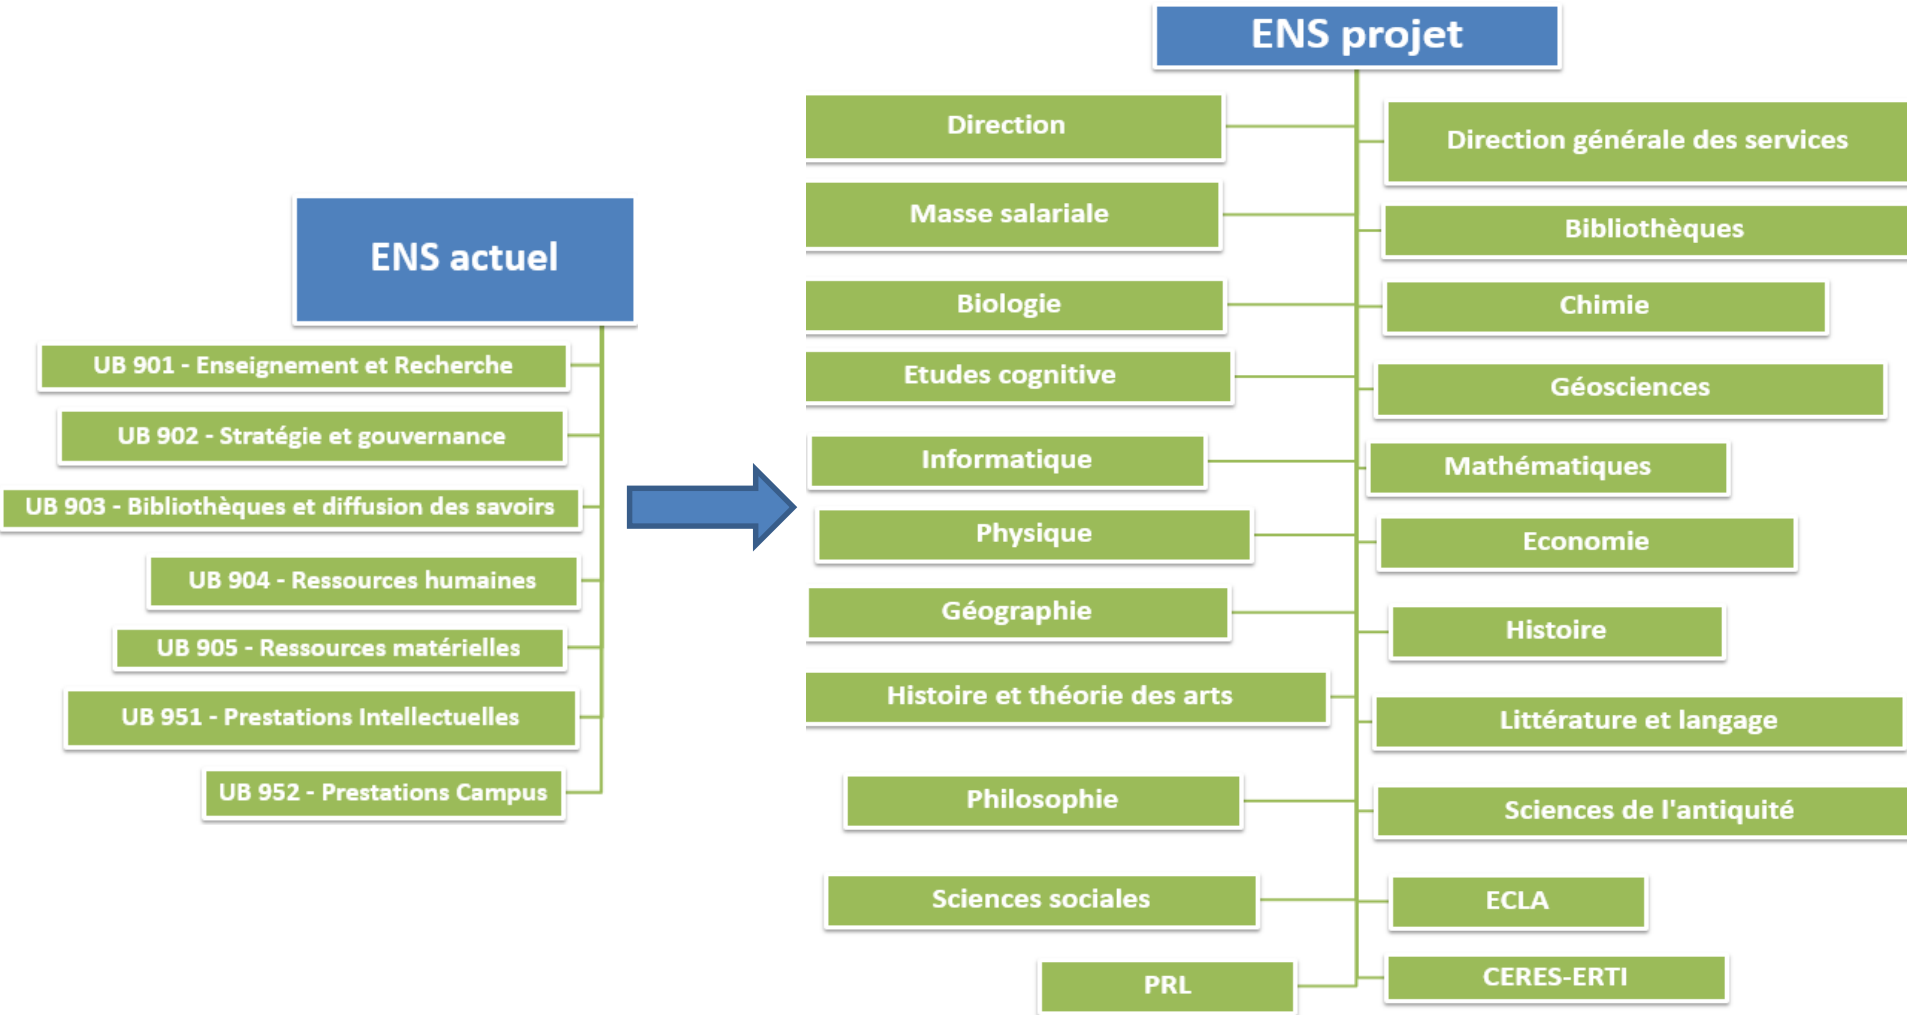 ENS actuel
UB 901 - Enseignement et Recherche
UB 902 - Stratégie et gouvernance
UB 903 - Bibliothèques et diffusion des savoirs
UB 904 - Ressources humaines
UB 905 - Ressources matérielles
UB 951 - Prestations Intellectuelles
UB 952 - Prestations Campus
ENS projet
Direction
Direction générale des services
Masse salariale
Bibliothèques
Biologie
Chimie
Etudes cognitive
Géosciences
Informatique
Mathématiques
Physique
Economie
Géographie
Histoire
Histoire et théorie des arts
Littérature et langage
Philosophie
Sciences de l'antiquité
Sciences sociales
ECLA
PRL
CERES-ERTI